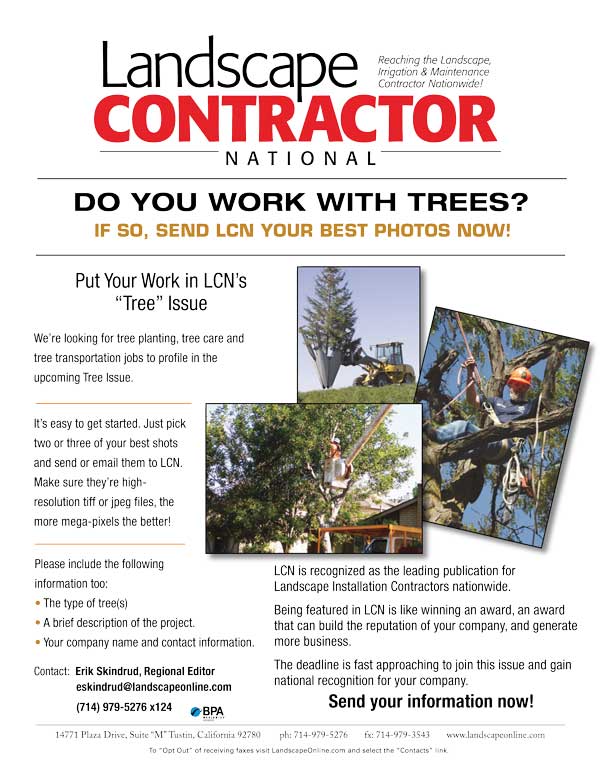 Landscape
Reaching the Landscape,
Irrigation & Maintenance
Contractor Nationwide!
CONTRACTOR
NATIONAL
DO YOU WORK WITH TREES?
IF SO, SEND LCN YOUR BEST PHOTOS NOW!
Put Your Work in LCN's
"Tree" Issue
We're looking for tree planting, tree care and
tree transportation jobs to profile in the
upcoming Tree Issue.
It's easy to get started. Just pick
two or three of your best shots
and send or email them to LCN.
Make sure they're high-
resolution tiff or jpeg files, the
more mega-pixels the better!
Please include the following
information too:
• The type of tree(s)
• A brief description of the project.
• Your company name and contact information.
Contact: Erik Skindrud, Regional Editor
eskindrud@landscapeonline.com
(714) 979-5276 x124
BPA
LCN is recognized as the leading publication for
Landscape Installation Contractors nationwide.
Being featured in LCN is like winning an award, an award
that can build the reputation of your company, and generate
more business.
The deadline is fast approaching to join this issue and gain
national recognition for your company.
Send your information now!
14771 Plaza Drive, Suite "M" Tustin, California 92780 ph: 714-979-5276 fx: 714-979-3543 www.landscapeonline.com
To "Opt Out" of receiving faxes visit LandscapeOnline.com and select the "Contacts" link.